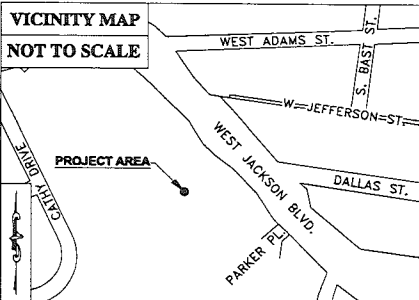 VICINITY MAP
NOT TO SCALE
WEST ADAMS ST.
S. BAST ST.
W. JEFFERSON ST.
WEST JACKSON BLVD.
DALLAS ST.
PROJECT AREA
CATHY DRIVE
PARKER PL.